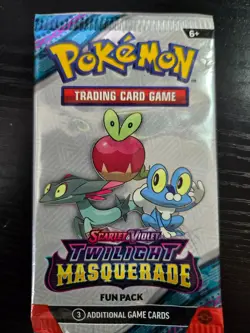 6+
POKéMON
TRADING CARD GAME
SCARLET & VIOLET
TWILIGHT
MASQUERADE
FUN PACK
3 ADDITIONAL GAME CARDS